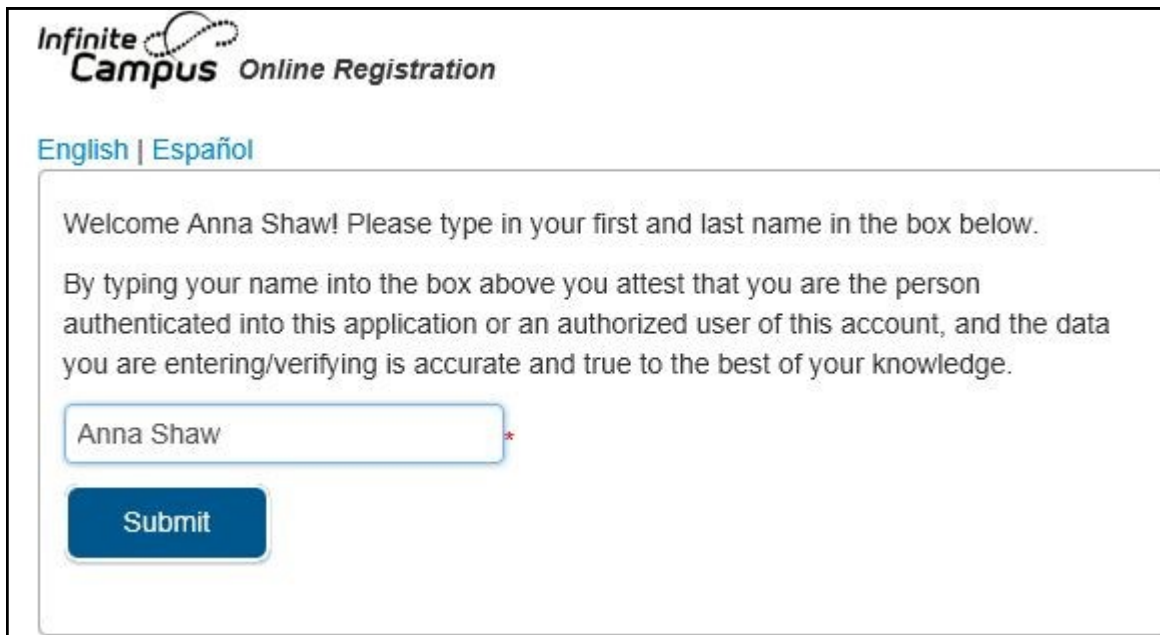 Infinite
Campus Online Registration
English | Español
Welcome Anna Shaw! Please type in your first and last name in the box below.
By typing your name into the box above you attest that you are the person
authenticated into this application or an authorized user of this account, and the data
you are entering/verifying is accurate and true to the best of your knowledge.
Anna Shaw *
Submit